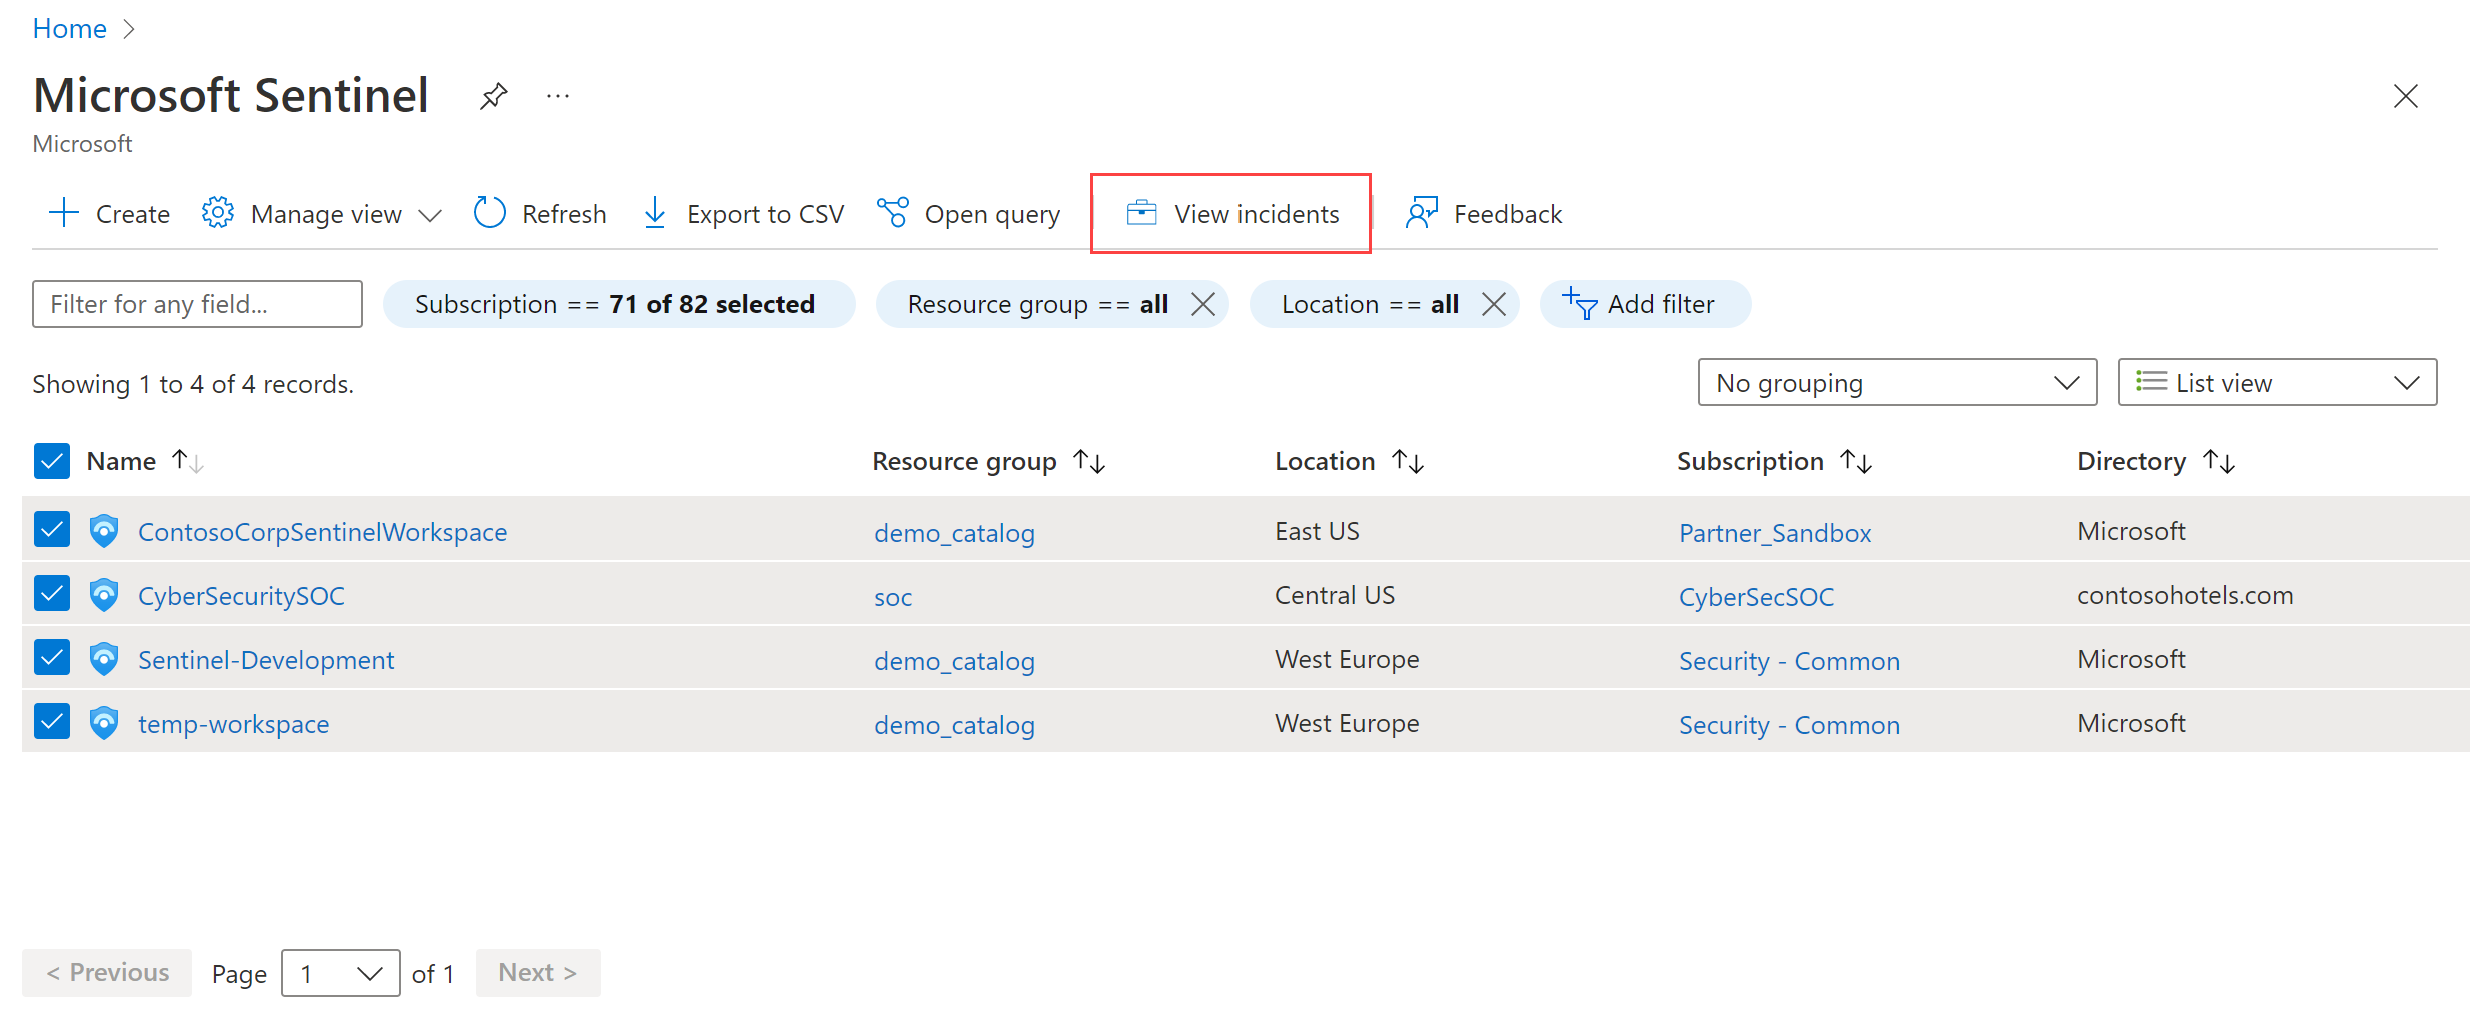 Home >
Microsoft Sentinel ...
Microsoft
Create Manage view Refresh Export to CSV Open query View incidents Feedback
Filter for any field... Subscription == 71 of 82 selected Resource group == all Location == all Add filter
Showing 1 to 4 of 4 records. No grouping List view
Name ↑↓ Resource group ↑↓ Location ↑↓ Subscription ↑↓ Directory ↑↓
ContosoCorpSentinelWorkspace demo_catalog East US Partner_Sandbox Microsoft
CyberSecuritySOC soc Central US CyberSecSOC contosohotels.com
Sentinel-Development demo_catalog West Europe Security - Common Microsoft
temp-workspace demo_catalog West Europe Security - Common Microsoft
< Previous Page 1 of 1 Next >